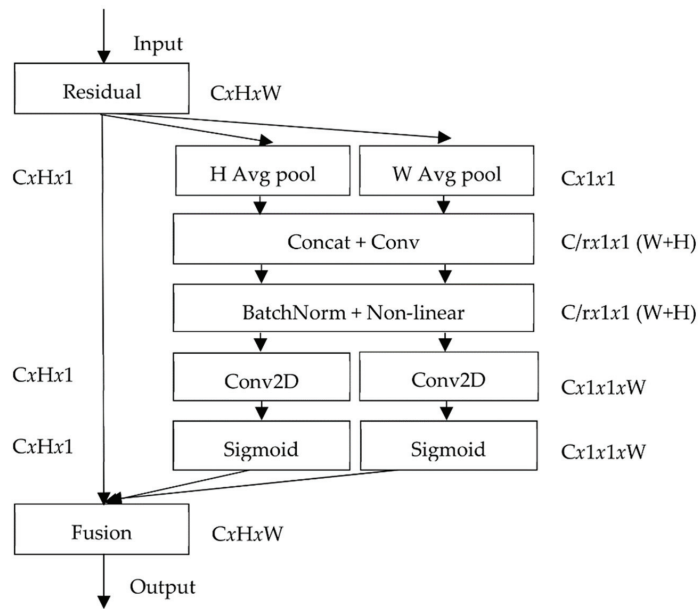 Input
Residual
CxHxW
CxHx1
H Avg pool
W Avg pool
Cx1x1
Concat + Conv
C/rx1x1 (W+H)
BatchNorm + Non-linear
C/rx1x1 (W+H)
CxHx1
Conv2D
Conv2D
Cx1x1xW
CxHx1
Sigmoid
Sigmoid
Cx1x1xW
Fusion
CxHxW
Output